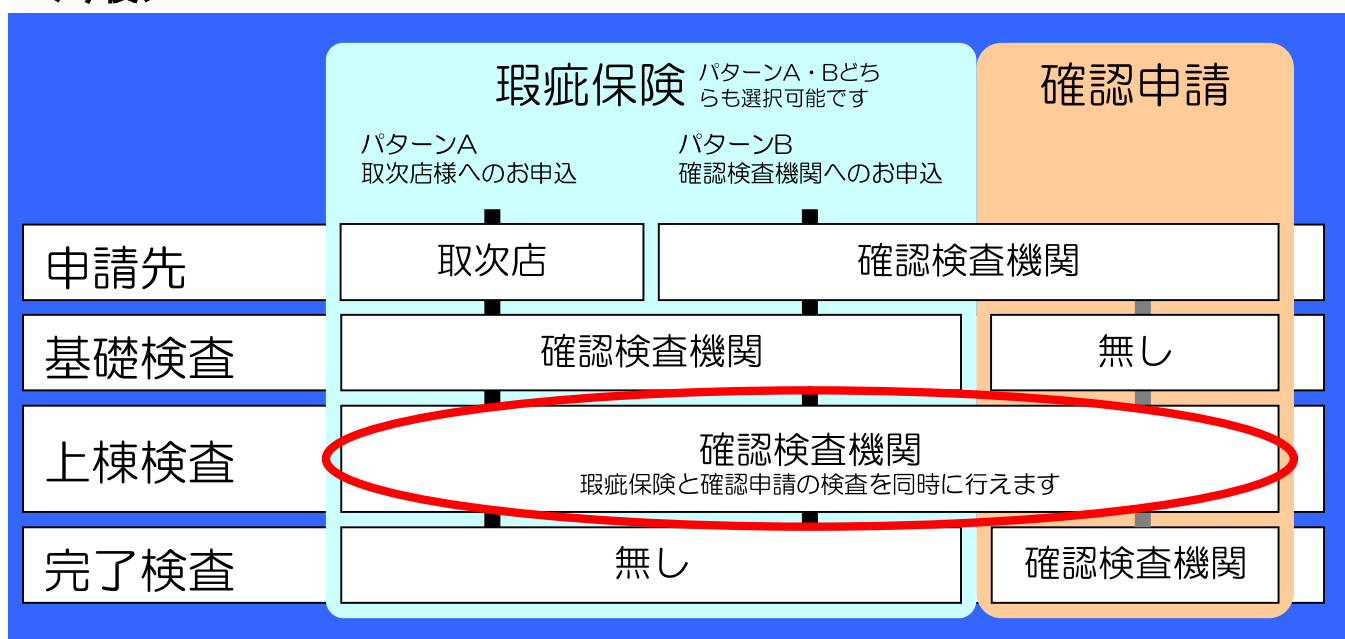 瑕疵保険
パターンA・Bどち
らも選択可能です
確認申請
パターンA
取次店様へのお申込
パターンB
確認検査機関へのお申込
申請先
取次店
確認検査機関
基礎検査
確認検査機関
無し
上棟検査
確認検査機関
瑕疵保険と確認申請の検査を同時に行えます
完了検査
無し
確認検査機関